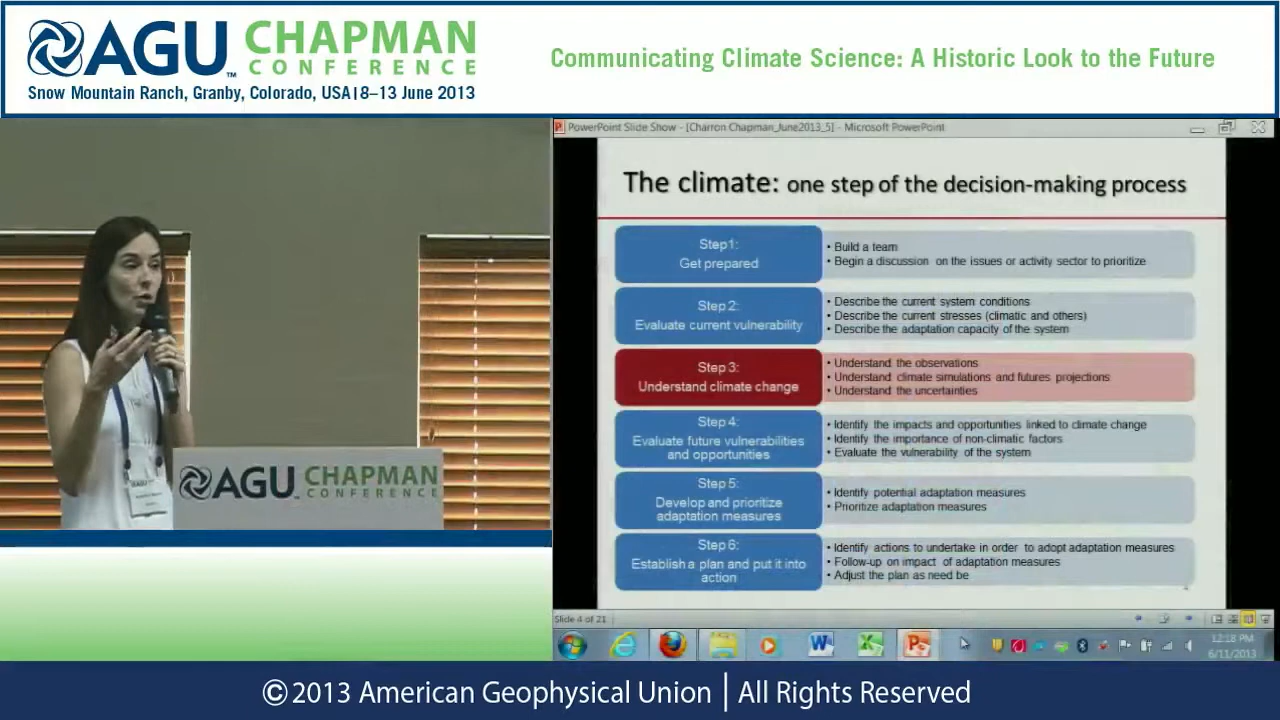 AGU CHAPMAN
CONFERENCE
Snow Mountain Ranch, Granby, Colorado, USA|8–13 June 2013
Communicating Climate Science: A Historic Look to the Future
PowerPoint Slide Show - [Charron Chapman_June2013_5] - Microsoft PowerPoint
The climate: one step of the decision-making process
Step1:
Get prepared
• Build a team
• Begin a discussion on the issues or activity sector to prioritize
Step 2:
Evaluate current vulnerability
• Describe the current system conditions
• Describe the current stresses (climatic and others)
• Describe the adaptation capacity of the system
Step 3:
Understand climate change
• Understand the observations
• Understand climate simulations and futures projections
• Understand the uncertainties
Step 4:
Evaluate future vulnerabilities
and opportunities
• Identify the impacts and opportunities linked to climate change
• Identify the importance of non-climatic factors
• Evaluate the vulnerability of the system
Step 5:
Develop and prioritize
adaptation measures
• Identify potential adaptation measures
• Prioritize adaptation measures
Step 6:
Establish a plan and put it into
action
• Identify actions to undertake in order to adopt adaptation measures
• Follow-up on impact of adaptation measures
• Adjust the plan as need be
4
Slide 4 of 21
12:18 PM
6/11/2013
AGU CHAPMAN
CONFERENCE
©2013 American Geophysical Union | All Rights Reserved